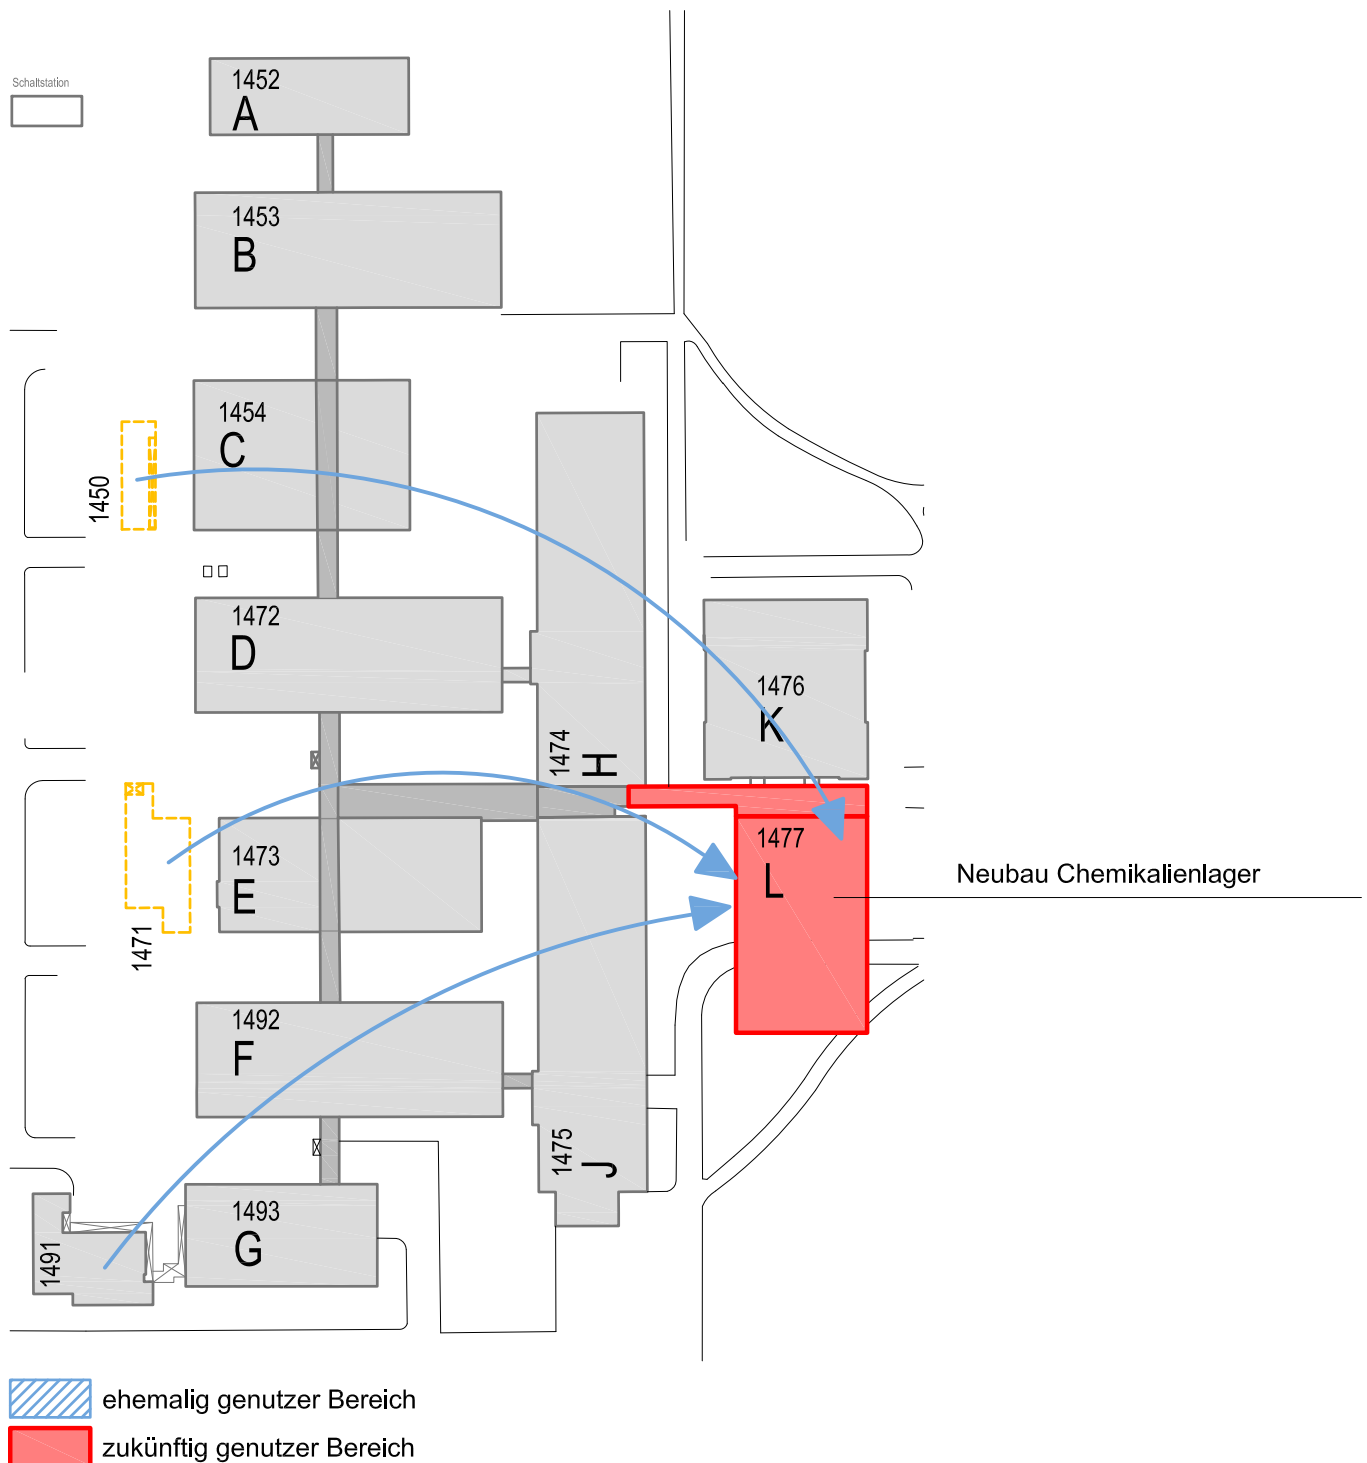 Schaltstation
1452
A
1453
B
1454
C
1450
1472
D
1474
H
1476
K
1473
E
1471
1477
L
Neubau Chemikalienlager
1492
F
1475
J
1493
G
1491
ehemalig genutzer Bereich
zukünftig genutzer Bereich